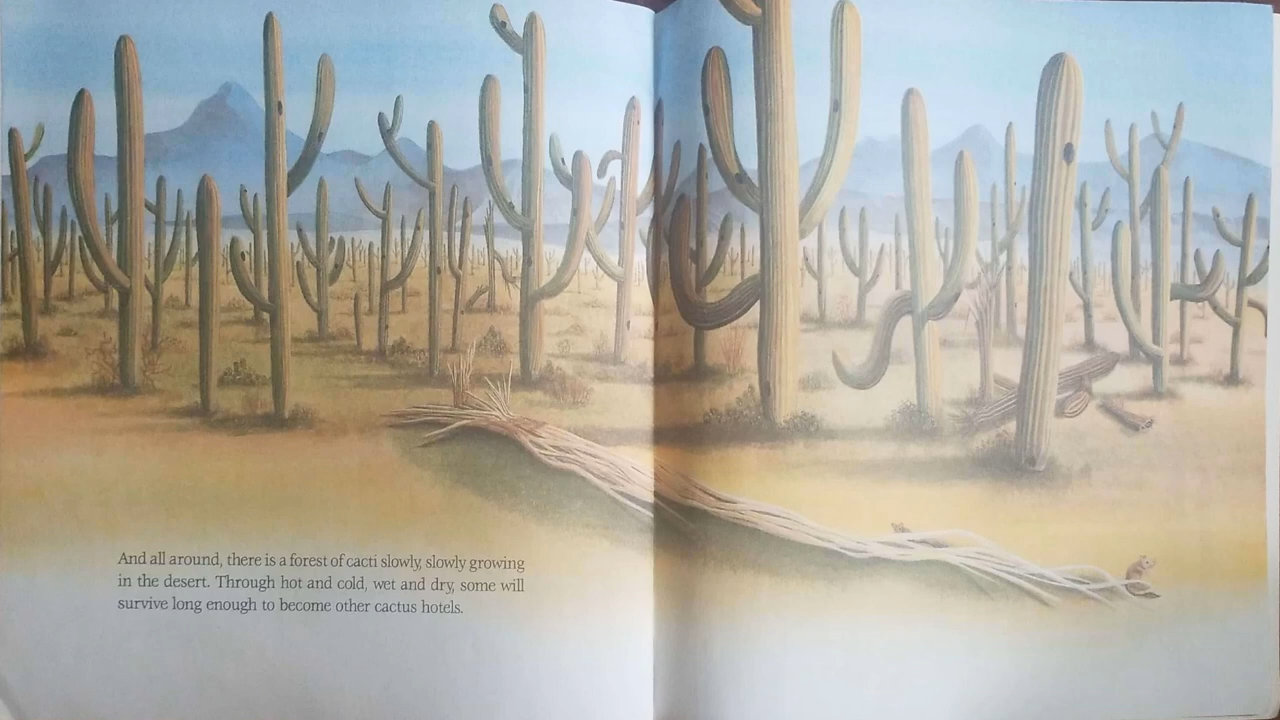 And all around, there is a forest of cacti slowly, slowly growing
in the desert. Through hot and cold, wet and dry, some will
survive long enough to become other cactus hotels.